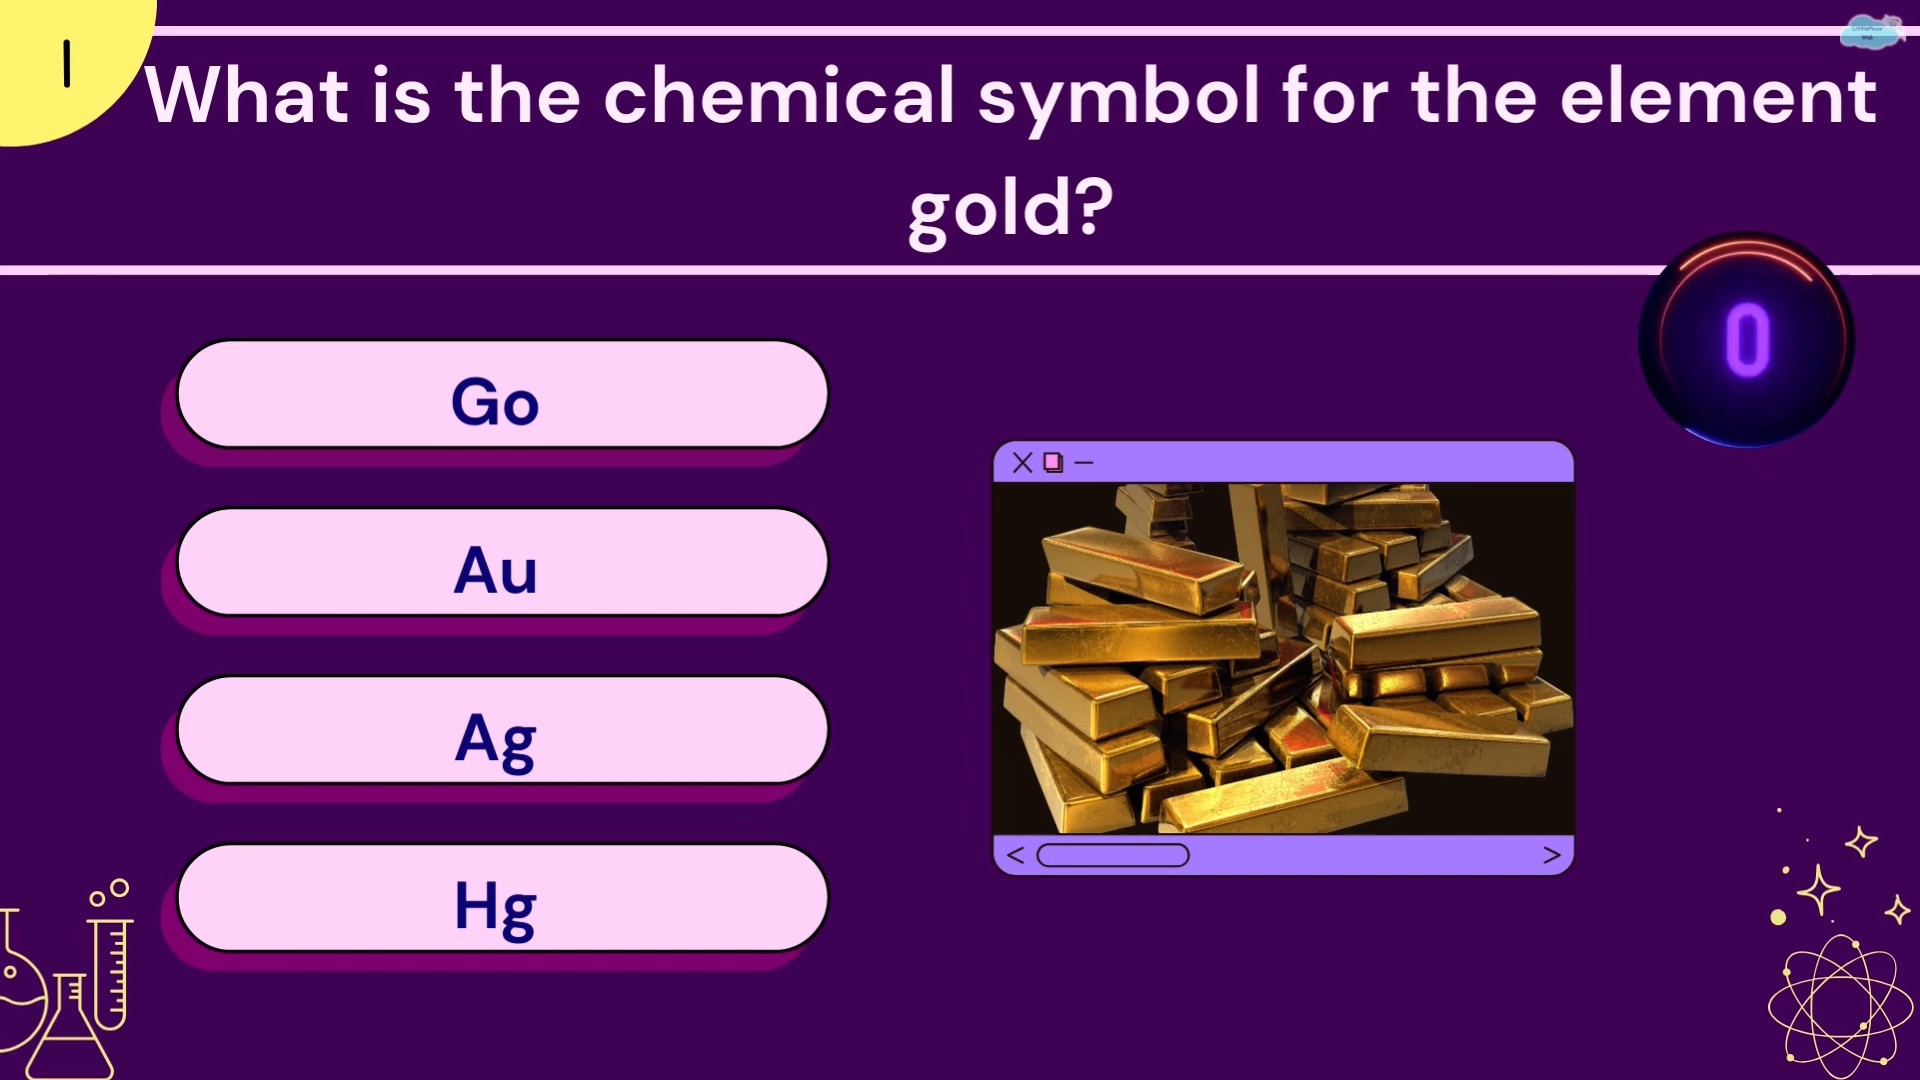 1
What is the chemical symbol for the element
gold?
0
Go
Au
Ag
Hg